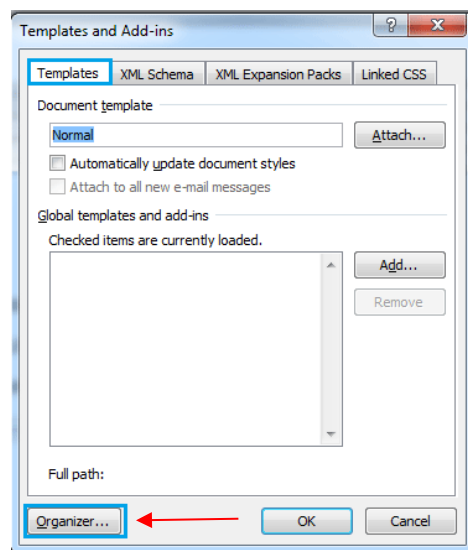 Templates and Add-ins
?
X
Templates XML Schema XML Expansion Packs Linked CSS
Document template
Normal Attach...
Automatically update document styles
Attach to all new e-mail messages
Global templates and add-ins
Checked items are currently loaded.
Add...
Remove
Full path:
Organizer... OK Cancel